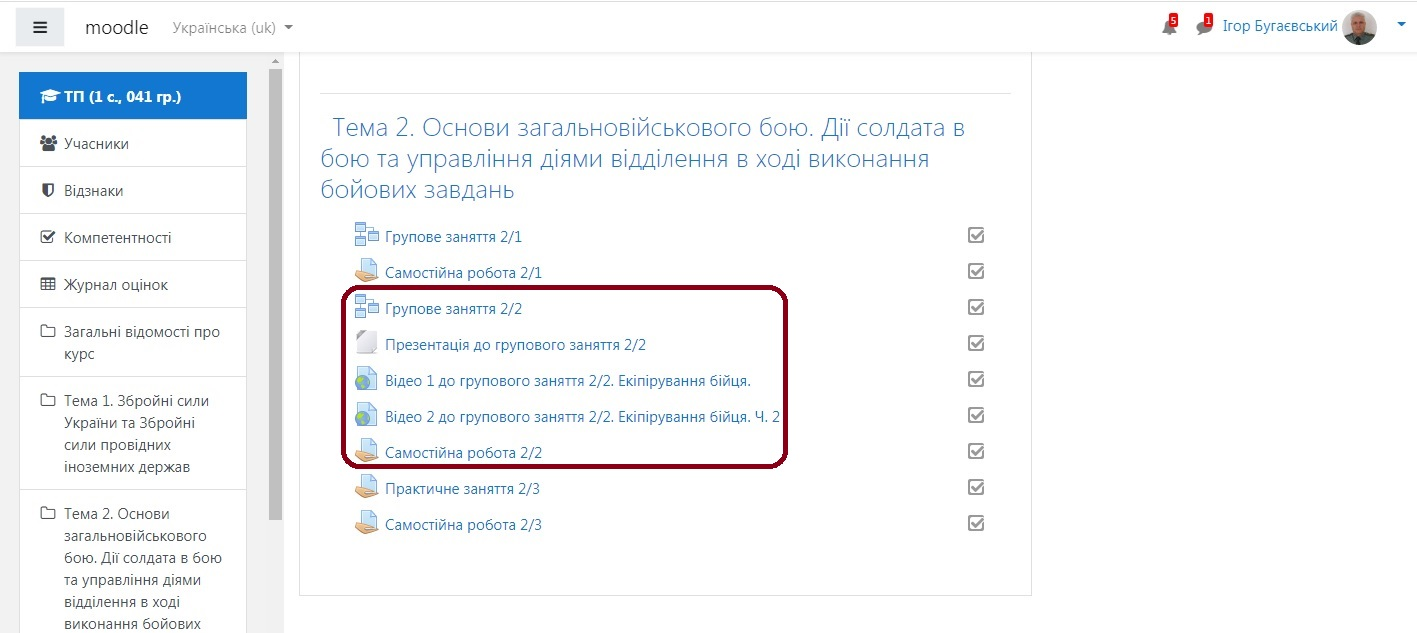 moodle Українська (uk)
5
1
Ігор Бугаєвський
ТП (1 с., 041 гр.)
Учасники
Відзнаки
Компетентності
Журнал оцінок
Загальні відомості про
курс
Тема 1. Збройні сили
України та Збройні
сили провідних
іноземних держав
Тема 2. Основи
загальновійськового
бою. Дії солдата в бою
та управління діями
відділення в ході
виконання бойових
Тема 2. Основи загальновійськового бою. Дії солдата в
бою та управління діями відділення в ході виконання
бойових завдань
Групове заняття 2/1
Самостійна робота 2/1
Групове заняття 2/2
Презентація до групового заняття 2/2
Відео 1 до групового заняття 2/2. Екіпірування бійця.
Відео 2 до групового заняття 2/2. Екіпірування бійця. Ч. 2
Самостійна робота 2/2
Практичне заняття 2/3
Самостійна робота 2/3